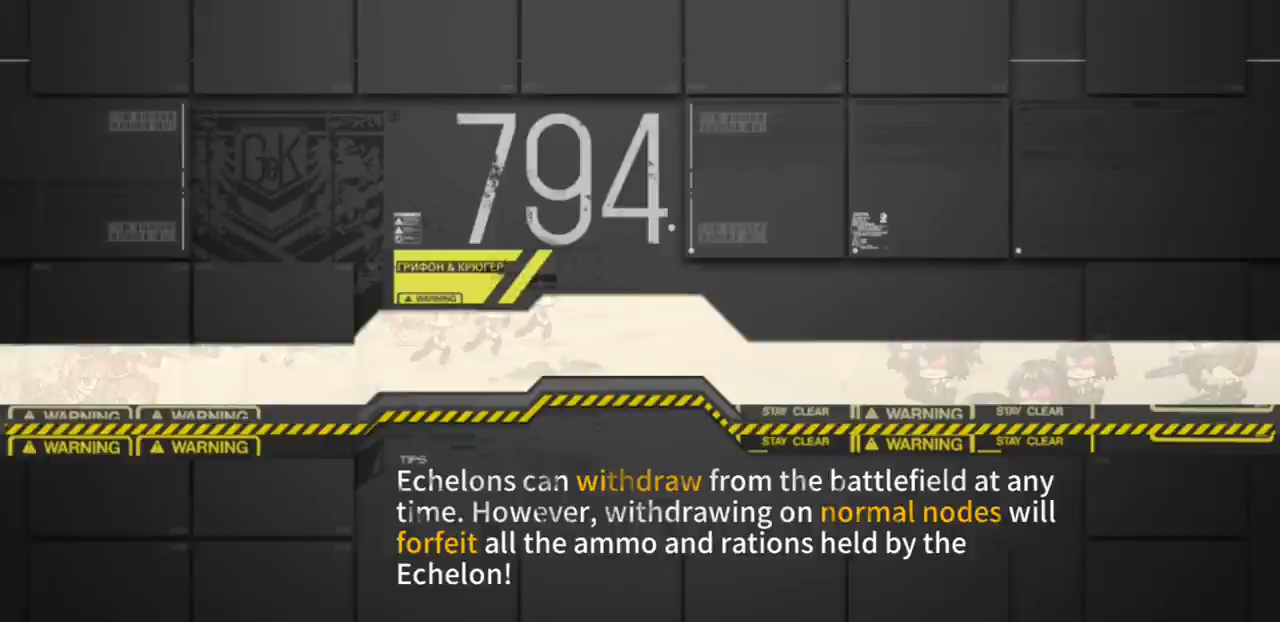 G&K
794.
ГРИФОН & КРЮГЕР
WARNING
WARNING WARNING STAY CLEAR WARNING STAY CLEAR
WARNING WARNING STAY CLEAR WARNING STAY CLEAR
TIPS
Echelons can withdraw from the battlefield at any
time. However, withdrawing on normal nodes will
forfeit all the ammo and rations held by the
Echelon!